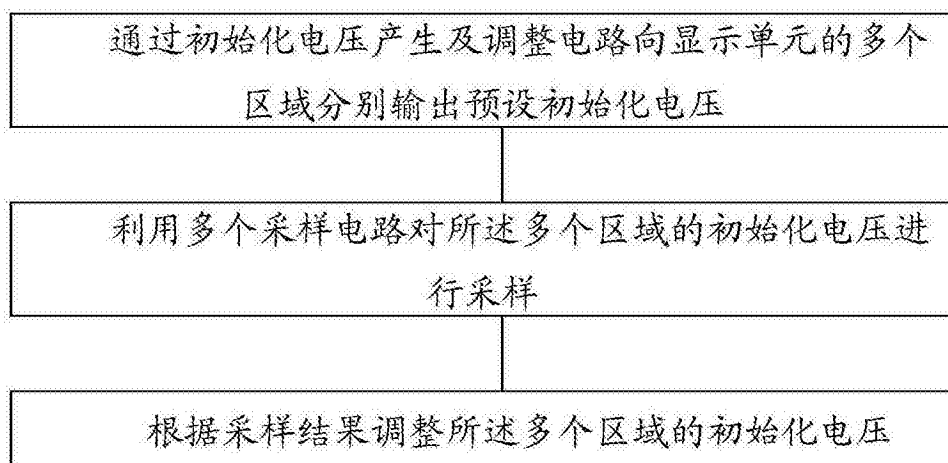 通过初始化电压产生及调整电路向显示单元的多个
区域分别输出预设初始化电压
利用多个采样电路对所述多个区域的初始化电压进
行采样
根据采样结果调整所述多个区域的初始化电压